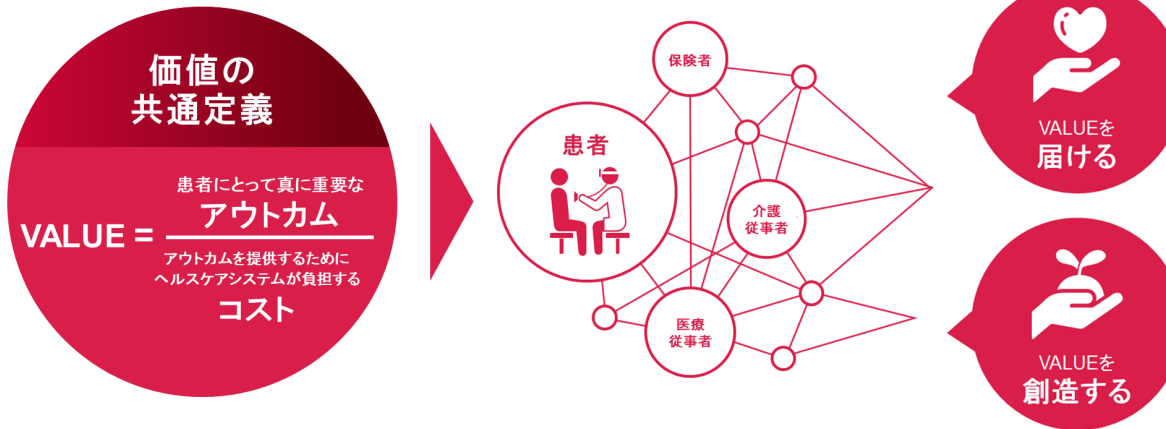 価値の
共通定義
患者にとって真に重要な
アウトカム
VALUE =
アウトカムを提供するために
ヘルスケアシステムが負担する
コスト
患者
保険者
介護
従事者
医療
従事者
VALUEを
届ける
VALUEを
創造する